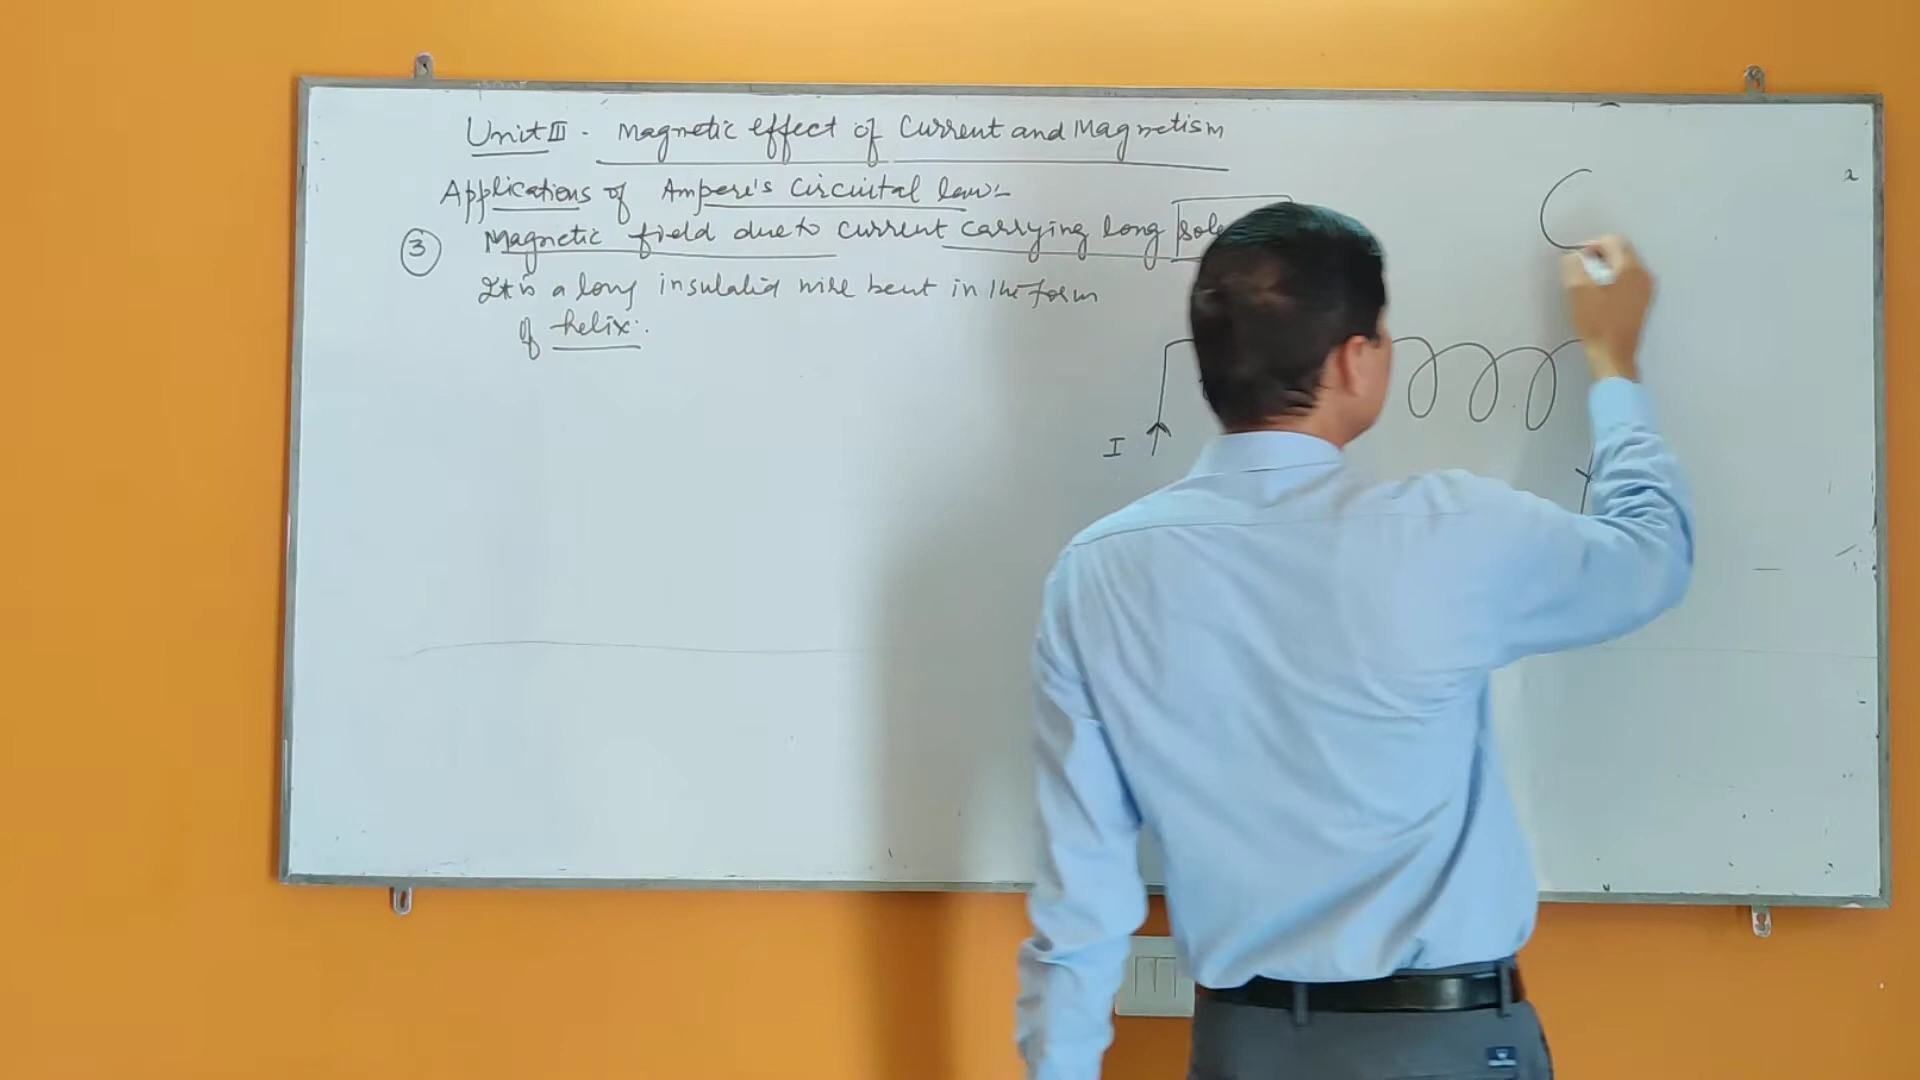 Unit III - Magnetic effect of Current and Magnetism
Applications of Ampere's Circuital law:-
③ Magnetic field due to current carrying long sole
It is a long insulated wire bent in the form
of helix:.
I